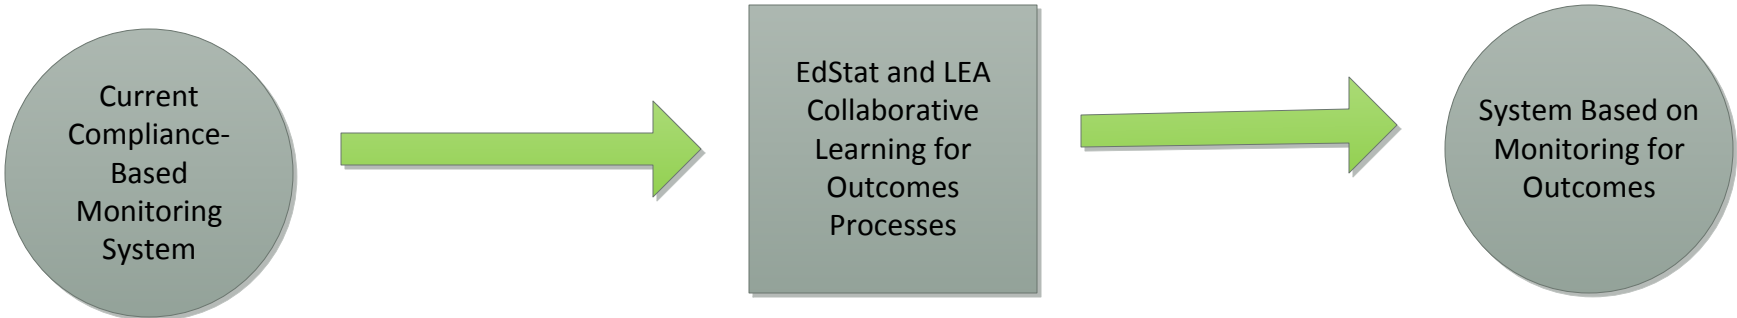 Current
Compliance-
Based
Monitoring
System
EdStat and LEA
Collaborative
Learning for
Outcomes
Processes
System Based on
Monitoring for
Outcomes